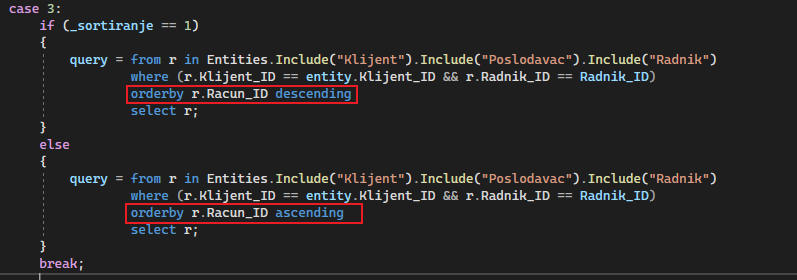 case 3:
if (_sortiranje == 1)
{
query = from r in Entities.Include("Klijent").Include("Poslodavac").Include("Radnik")
where (r.Klijent_ID == entity.Klijent_ID && r.Radnik_ID == Radnik_ID)
orderby r.Racun_ID descending
select r;
}
else
{
query = from r in Entities.Include("Klijent").Include("Poslodavac").Include("Radnik")
where (r.Klijent_ID == entity.Klijent_ID && r.Radnik_ID == Radnik_ID)
orderby r.Racun_ID ascending
select r;
}
break;